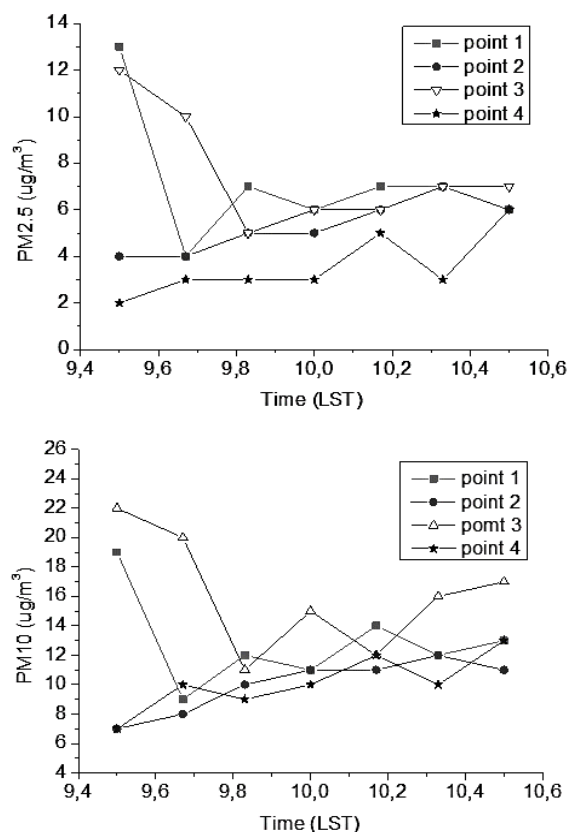 14
12
10
8
6
4
2
0
PM2.5 (ug/m³)
point 1
point 2
point 3
point 4
9,4 9,6 9,8 10,0 10,2 10,4 10,6
Time (LST)
26
24
22
20
18
16
14
12
10
8
6
4
PM10 (ug/m³)
point 1
point 2
pomt 3
point 4
9,4 9,6 9,8 10,0 10,2 10,4 10,6
Time (LST)